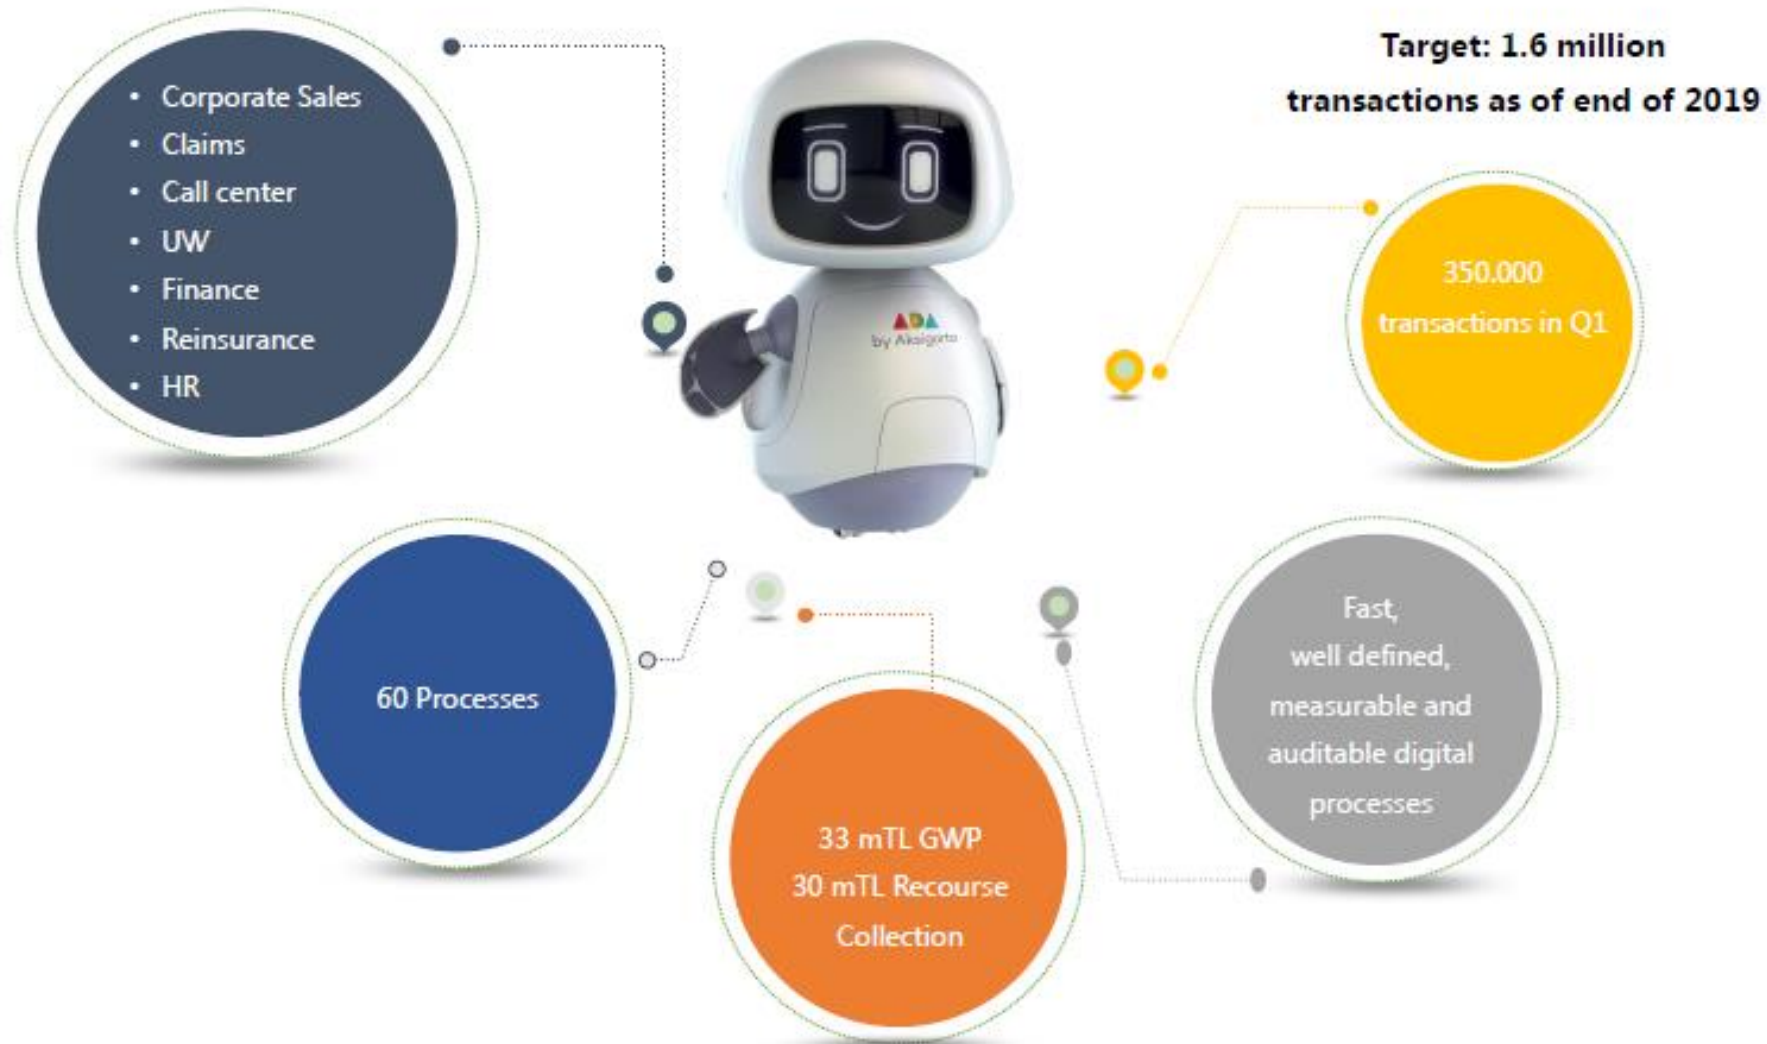 Target: 1.6 million
transactions as of end of 2019
• Corporate Sales
• Claims
• Call center
• UW
• Finance
• Reinsurance
• HR
ADA
by Aksigorta
350.000
transactions in Q1
60 Processes
33 mTL GWP
30 mTL Recourse
Collection
Fast,
well defined,
measurable and
auditable digital
processes